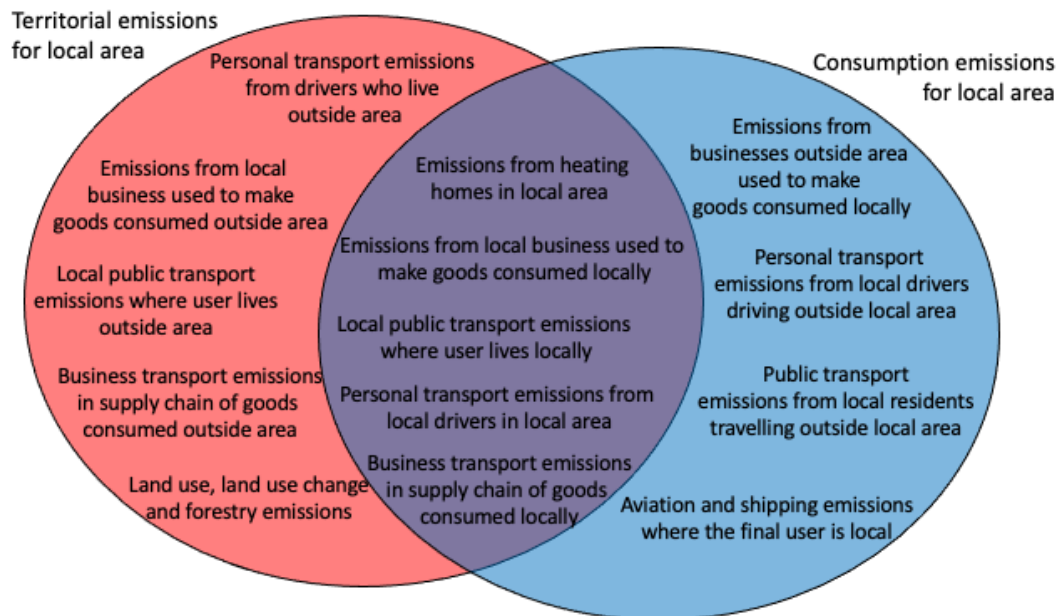 Territorial emissions
for local area
Personal transport emissions
from drivers who live
outside area
Emissions from local
business used to make
goods consumed outside area
Local public transport
emissions where user lives
outside area
Business transport emissions
in supply chain of goods
consumed outside area
Land use, land use change
and forestry emissions
Emissions from heating
homes in local area
Emissions from local business used to
make goods consumed locally
Local public transport emissions
where user lives locally
Personal transport emissions from
local drivers in local area
Business transport emissions
in supply chain of goods
consumed locally
Consumption emissions
for local area
Emissions from
businesses outside area
used to make
goods consumed locally
Personal transport
emissions from local drivers
driving outside local area
Public transport
emissions from local residents
travelling outside local area
Aviation and shipping emissions
where the final user is local